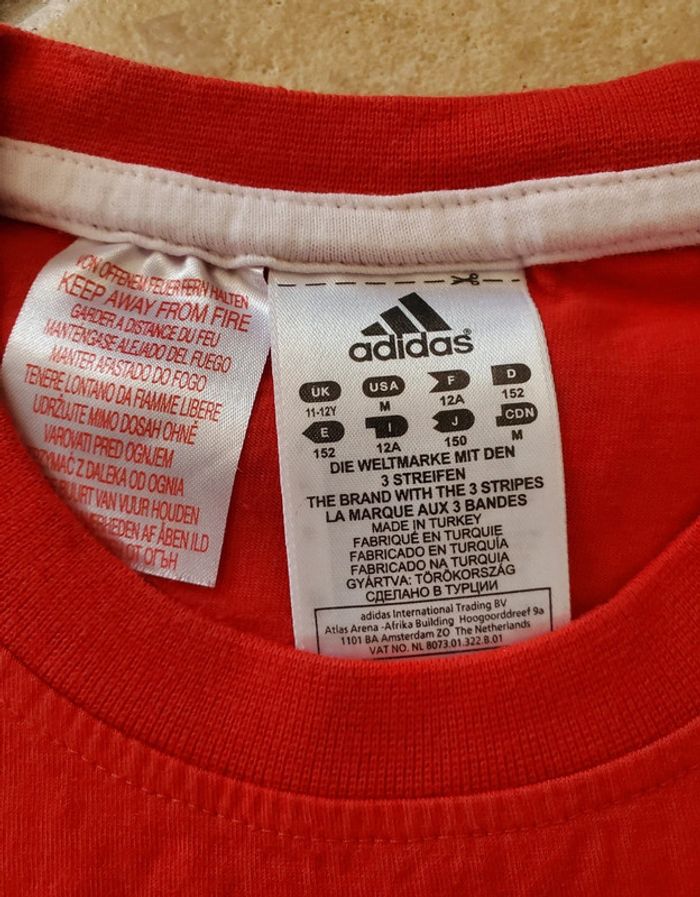 VON OFFENEM FEUER FERN HALTEN
KEEP AWAY FROM FIRE
GARDER A DISTANCE DU FEU
MANTENGASE ALEJADO DEL FUEGO
MANTER AFASTADO DO FOGO
TENERE LONTANO DA FIAMME LIBERE
UDRŽUJTE MIMO DOSAH OHNĚ
VAROVATI PRED OGNJEM
Z DALEKA OD OGNIA
VAN VUUR HOUDEN
AF ÅBEN ILD
ОТ ОГЪН
adidas®
UK USA F D
11-12Y M 12A 152
E I J CDN
152 12A 150 M
DIE WELTMARKE MIT DEN
3 STREIFEN
THE BRAND WITH THE 3 STRIPES
LA MARQUE AUX 3 BANDES
MADE IN TURKEY
FABRIQUÉ EN TURQUIE
FABRICADO EN TURQUÍA
FABRICADO NA TURQUIA
GYÁRTVA: TÖRÖKORSZÁG
СДЕЛАНО В ТУРЦИИ
adidas International Trading BV
Atlas Arena -Afrika Building Hoogoorddreef 9a
1101 BA Amsterdam ZO The Netherlands
VAT NO. NL 8073.01.322.B.01